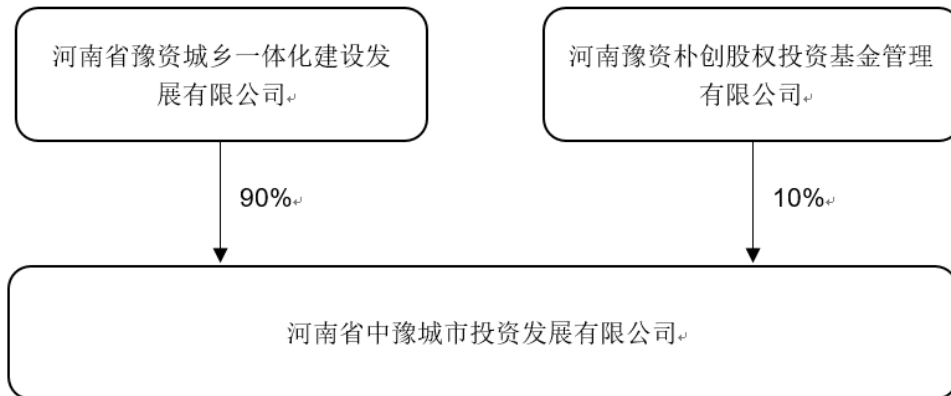 河南省豫资城乡一体化建设发
展有限公司
河南豫资朴创股权投资基金管理
有限公司
90%
10%
河南省中豫城市投资发展有限公司